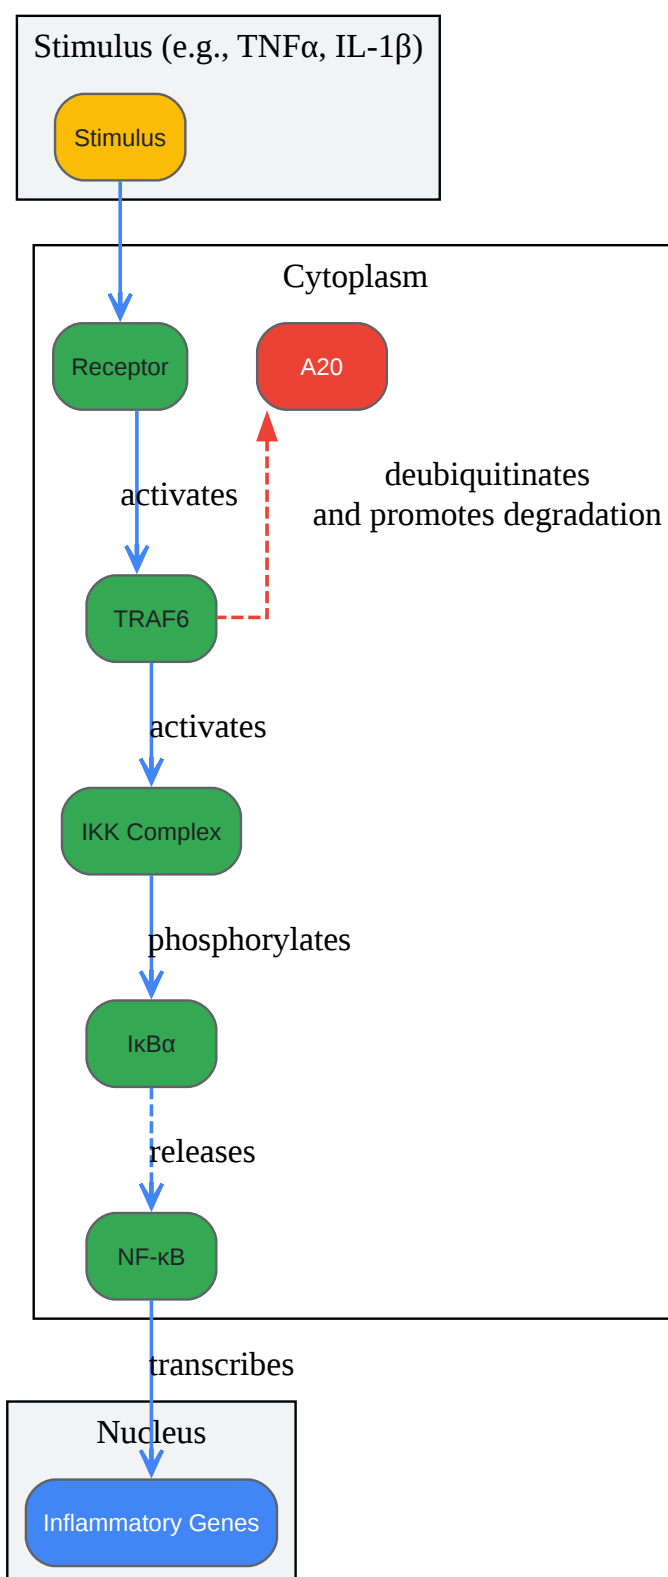 Stimulus (e.g., TNFα, IL-1β)
Stimulus
Cytoplasm
Receptor
A20
activates
deubiquitinates
and promotes degradation
TRAF6
activates
IKK Complex
phosphorylates
IκBα
releases
NF-κB
transcribes
Nucleus
Inflammatory Genes